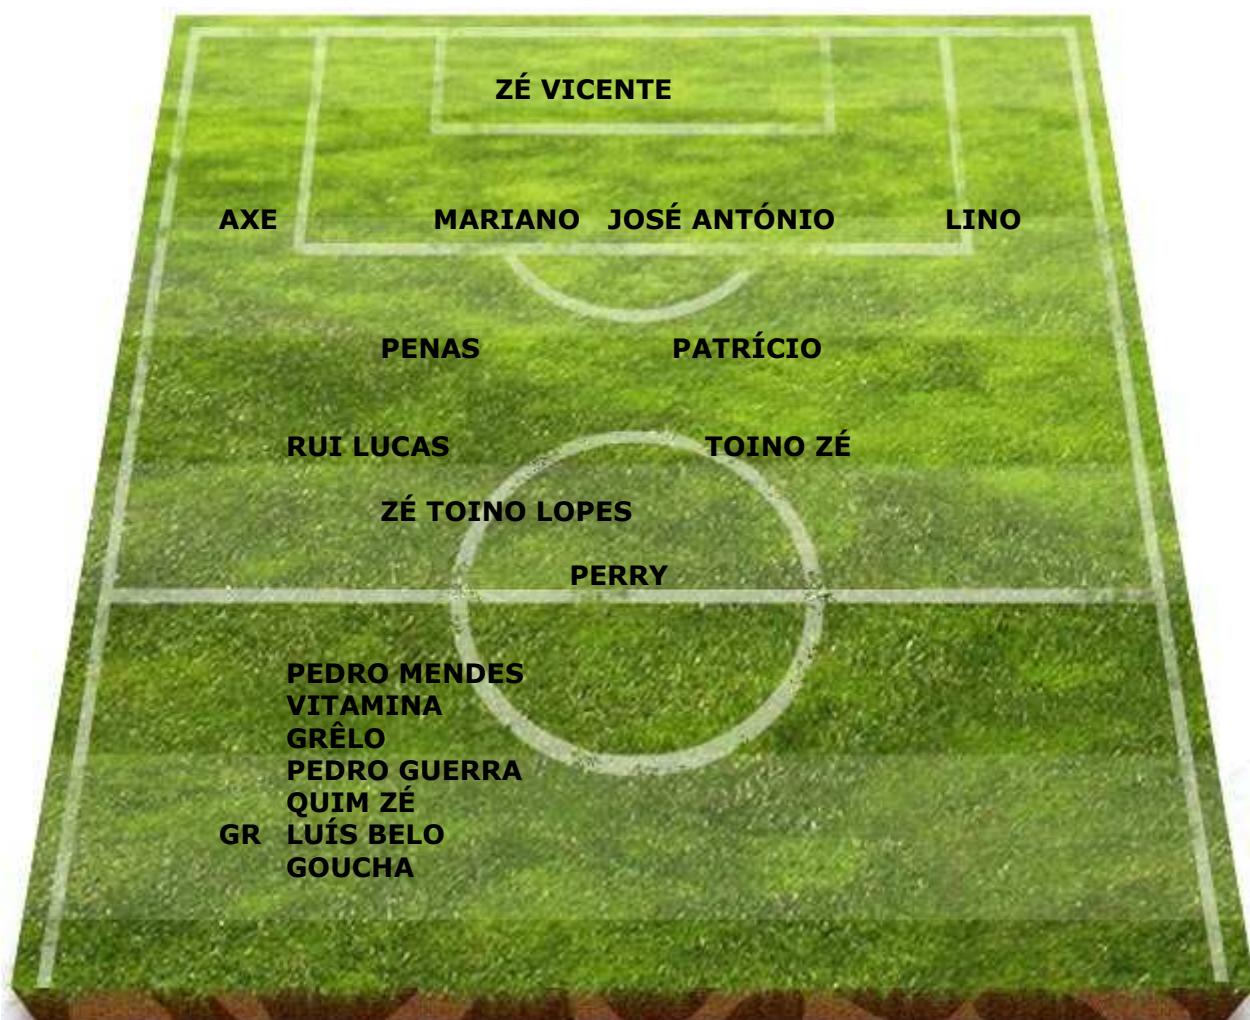 ZÉ VICENTE
AXE MARIANO JOSÉ ANTÓNIO LINO
PENAS PATRÍCIO
RUI LUCAS TOINO ZÉ
ZÉ TOINO LOPES
PERRY
PEDRO MENDES
VITAMINA
GRÊLO
PEDRO GUERRA
QUIM ZÉ
GR LUÍS BELO
GOUCHA